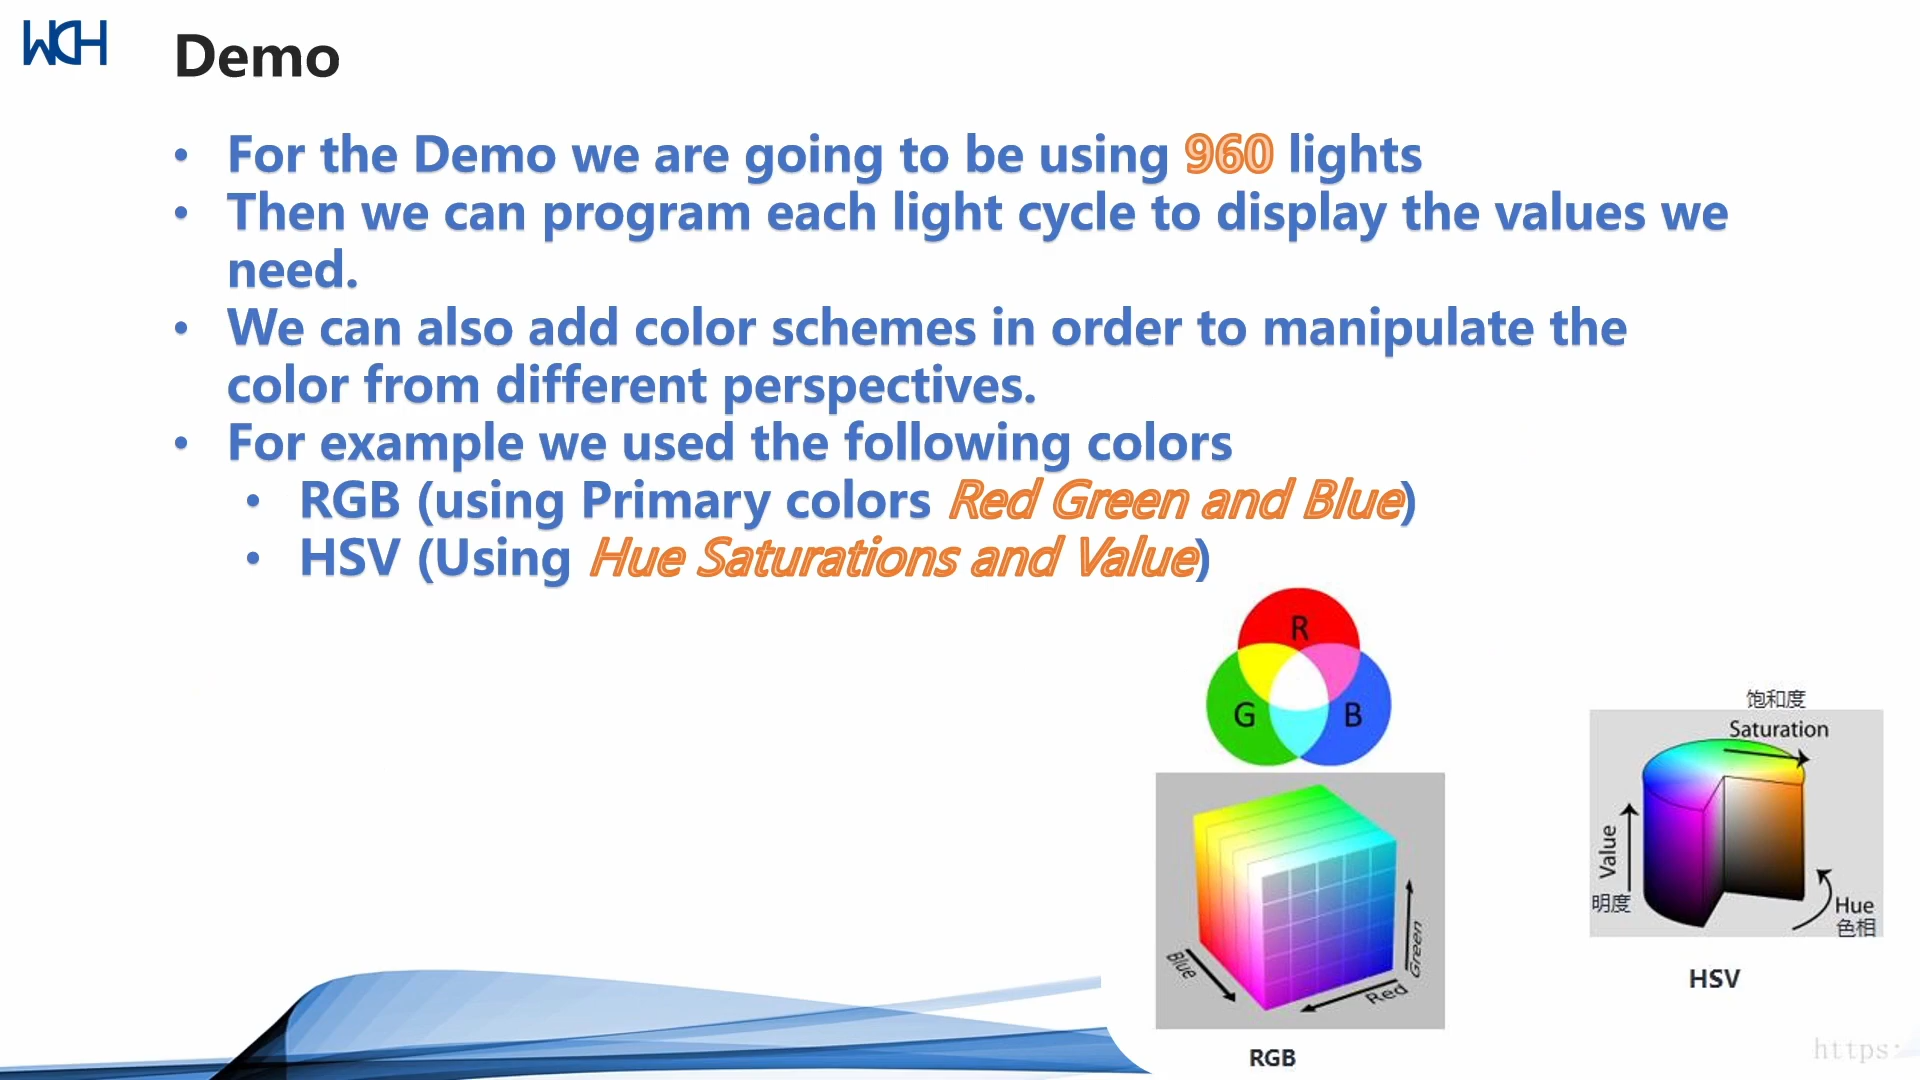 WCH
Demo
• For the Demo we are going to be using 960 lights
• Then we can program each light cycle to display the values we
need.
• We can also add color schemes in order to manipulate the
color from different perspectives.
• For example we used the following colors
• RGB (using Primary colors Red Green and Blue)
• HSV (Using Hue Saturations and Value)
R
G
B
饱和度
Saturation
Value
明度
Hue
色相
HSV
Blue
Green
Red
RGB
https: